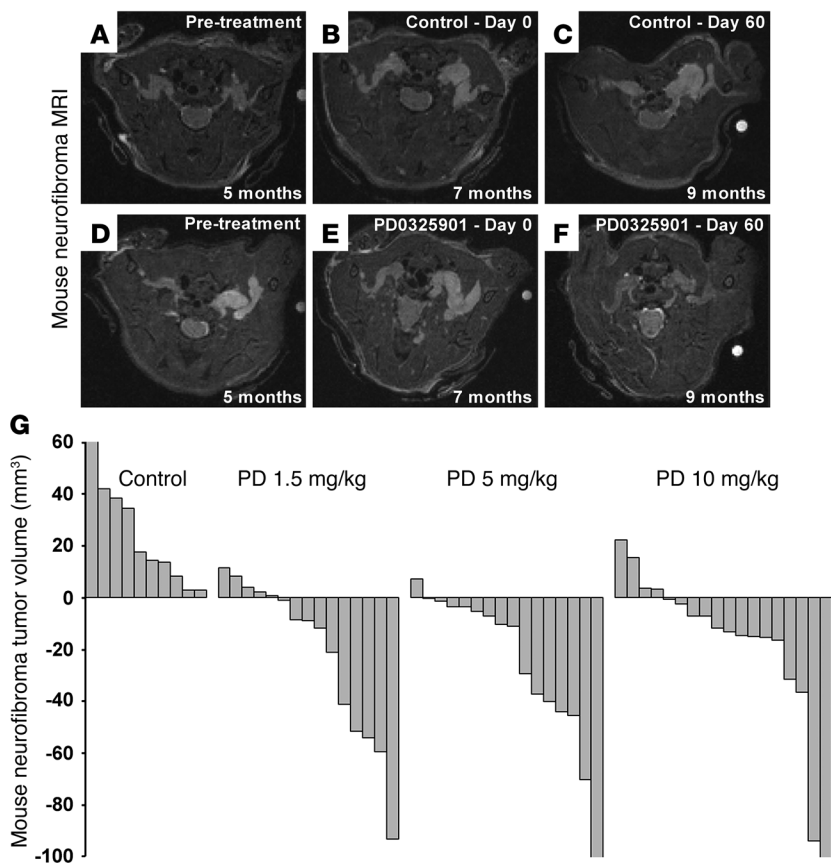 A
Pre-treatment
5 months
B
Control - Day 0
7 months
C
Control - Day 60
9 months
Mouse neurofibroma MRI
D
Pre-treatment
5 months
E
PD0325901 - Day 0
7 months
F
PD0325901 - Day 60
9 months
G
Mouse neurofibroma tumor volume (mm³)
60
40
20
0
-20
-40
-60
-80
-100
Control
PD 1.5 mg/kg
PD 5 mg/kg
PD 10 mg/kg